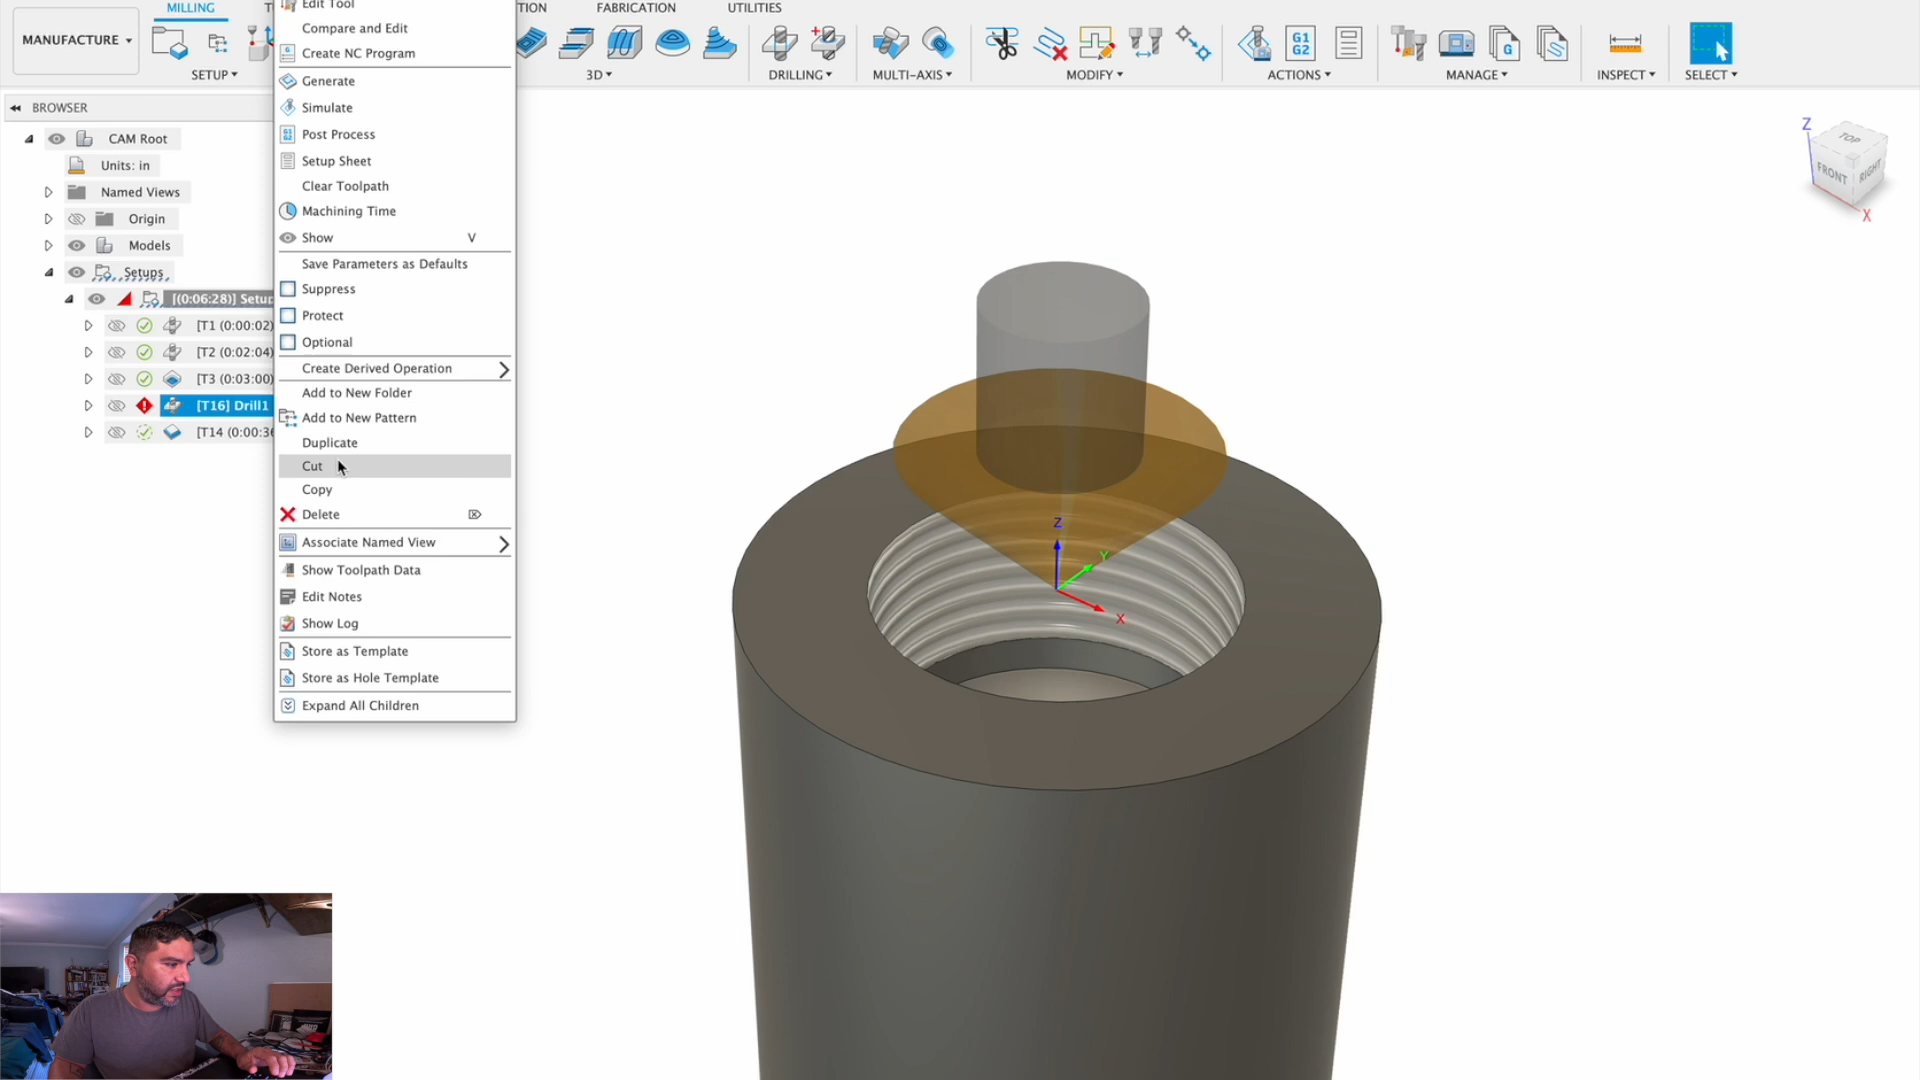 MILLING
TION
FABRICATION
UTILITIES
MANUFACTURE
SETUP
3D
DRILLING
MULTI-AXIS
MODIFY
G1
G2
ACTIONS
MANAGE
INSPECT
SELECT
BROWSER
CAM Root
Units: in
Named Views
Origin
Models
Setups
[(0:06:28)] Setup
[T1 (0:00:02)
[T2 (0:02:04)
[T3 (0:03:00)
[T16] Drill1
[T14 (0:00:36
Edit Tool
Compare and Edit
Create NC Program
Generate
Simulate
Post Process
Setup Sheet
Clear Toolpath
Machining Time
Show V
Save Parameters as Defaults
Suppress
Protect
Optional
Create Derived Operation
Add to New Folder
Add to New Pattern
Duplicate
Cut
Copy
Delete
Associate Named View
Show Toolpath Data
Edit Notes
Show Log
Store as Template
Store as Hole Template
Expand All Children
Z
TOP
FRONT
RIGHT
X
Z
Y
X